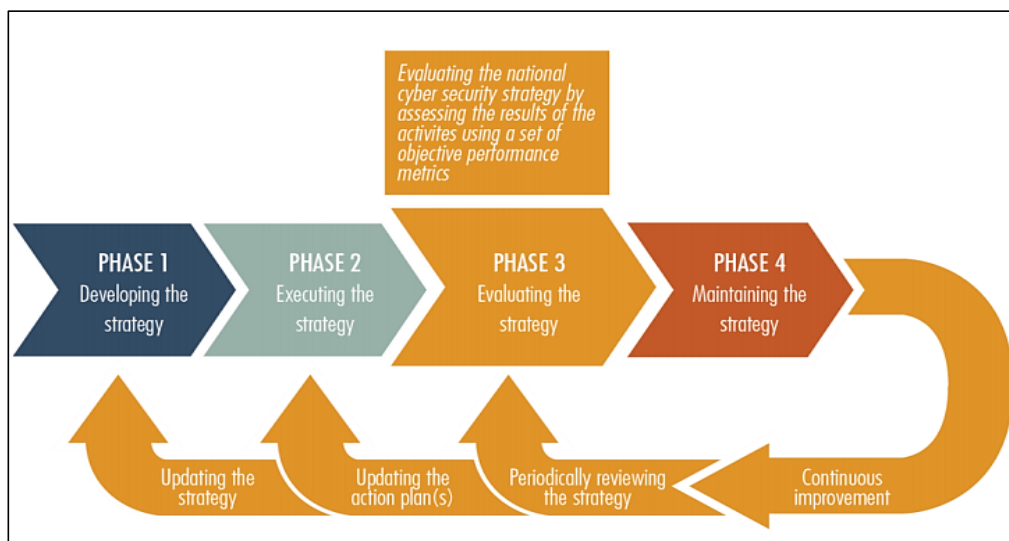 Evaluating the national
cyber security strategy by
assessing the results of the
activites using a set of
objective performance
metrics
PHASE 1
Developing the
strategy
PHASE 2
Executing the
strategy
PHASE 3
Evaluating the
strategy
PHASE 4
Maintaining the
strategy
Updating the
strategy
Updating the
action plan(s)
Periodically reviewing
the strategy
Continuous
improvement